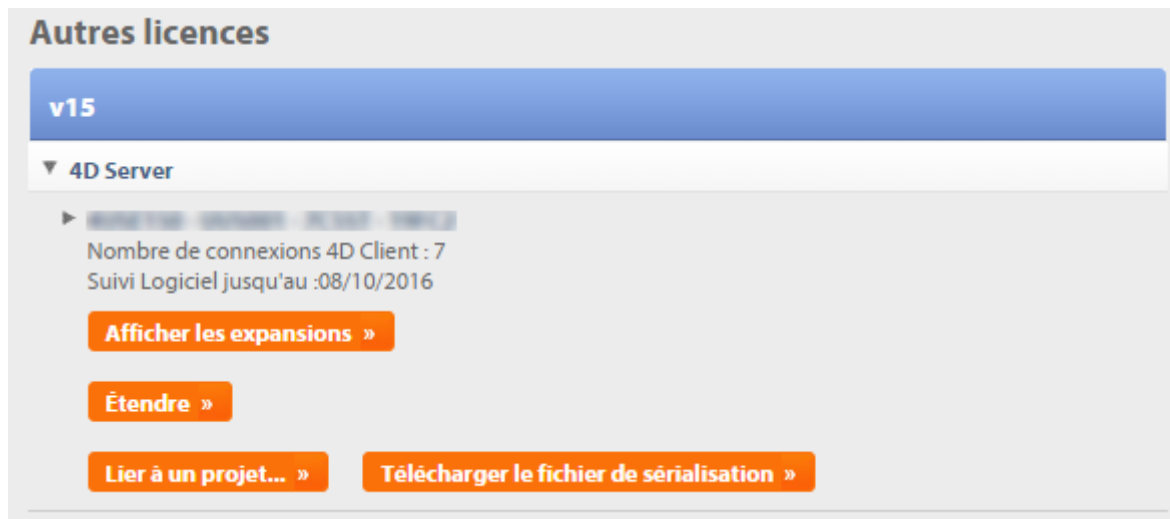 Autres licences
v15
4D Server
Nombre de connexions 4D Client : 7
Suivi Logiciel jusqu'au :08/10/2016
Afficher les expansions »
Étendre »
Lier à un projet... » Télécharger le fichier de sérialisation »